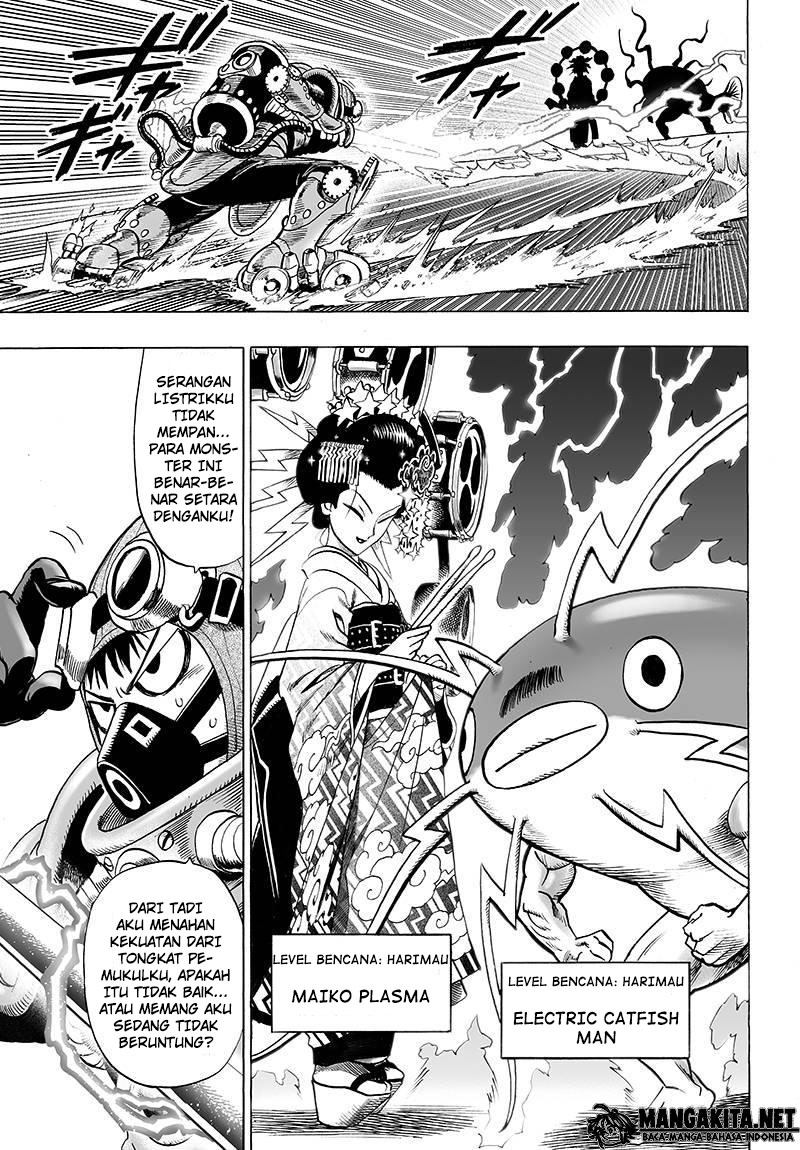 ギャギャ
ギャ
SERANGAN
LISTRIKKU
TIDAK
MEMPAN...
PARA MONS-
TER INI
BENAR-BE-
NAR SETARA
DENGANKU!
DARI TADI
AKU MENAHAN
KEKUATAN DARI
TONGKAT PE-
MUKULKU, APAKAH
ITU TIDAK BAIK...
ATAU MEMANG AKU
SEDANG TIDAK
BERUNTUNG?
LEVEL BENCANA: HARIMAU
MAIKO PLASMA
LEVEL BENCANA: HARIMAU
ELECTRIC CATFISH
MAN
MANGAKITA.NET
BACA-MANGA-BAHASA-INDONESIA